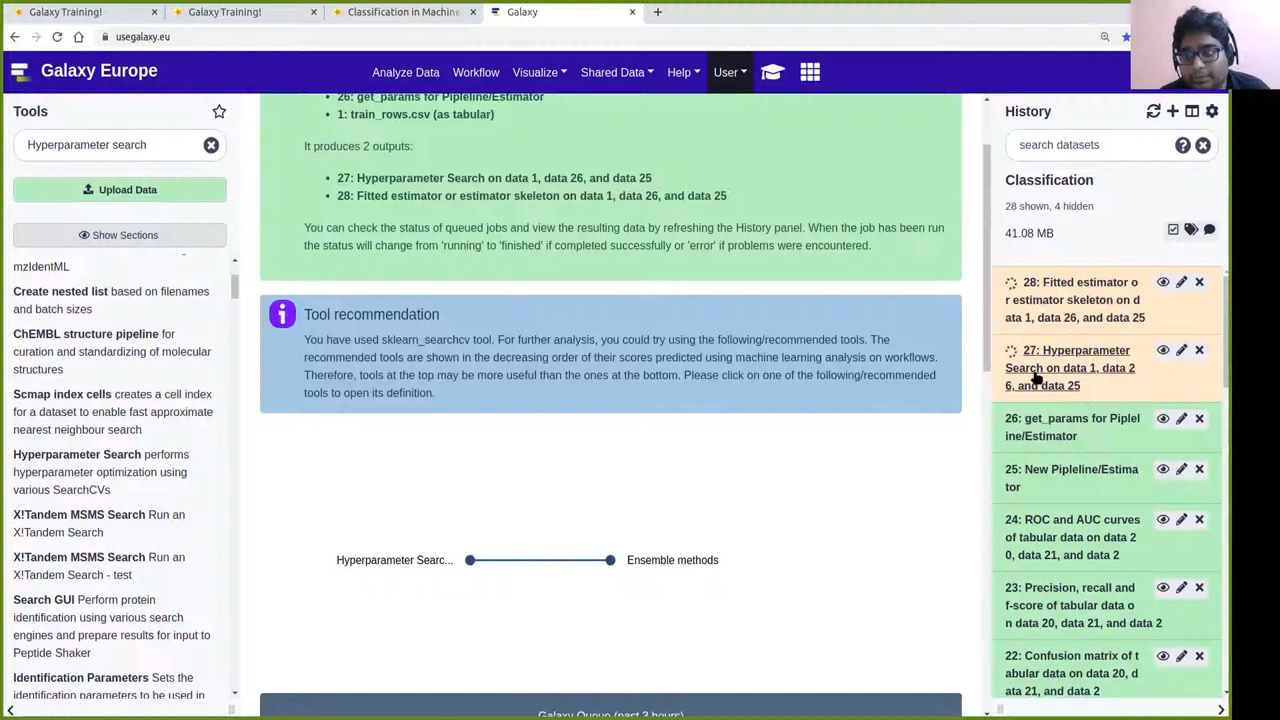 Galaxy Training!
Galaxy Training!
Classification in Machine
Galaxy
usegalaxy.eu
Galaxy Europe
Analyze Data
Workflow
Visualize
Shared Data
Help
User
Tools
Hyperparameter search
Upload Data
Show Sections
mzIdentML
Create nested list based on filenames
and batch sizes
ChEMBL structure pipeline for
curation and standardizing of molecular
structures
Scmap index cells creates a cell index
for a dataset to enable fast approximate
nearest neighbour search
Hyperparameter Search performs
hyperparameter optimization using
various SearchCVs
X!Tandem MSMS Search Run an
X!Tandem Search
X!Tandem MSMS Search Run an
X!Tandem Search - test
Search GUI Perform protein
identification using various search
engines and prepare results for input to
Peptide Shaker
Identification Parameters Sets the
identification parameters to be used in
26: get_params for Pipleline/Estimator
1: train_rows.csv (as tabular)
It produces 2 outputs:
27: Hyperparameter Search on data 1, data 26, and data 25
28: Fitted estimator or estimator skeleton on data 1, data 26, and data 25
You can check the status of queued jobs and view the resulting data by refreshing the History panel. When the job has been run
the status will change from 'running' to 'finished' if completed successfully or 'error' if problems were encountered.
Tool recommendation
You have used sklearn_searchcv tool. For further analysis, you could try using the following/recommended tools. The
recommended tools are shown in the decreasing order of their scores predicted using machine learning analysis on workflows.
Therefore, tools at the top may be more useful than the ones at the bottom. Please click on one of the following/recommended
tools to open its definition.
Hyperparameter Searc...
Ensemble methods
Galaxy Queue (past 3 hours)
History
search datasets
Classification
28 shown, 4 hidden
41.08 MB
28: Fitted estimator o
r estimator skeleton on d
ata 1, data 26, and data 25
27: Hyperparameter
Search on data 1, data 2
6, and data 25
26: get_params for Piplel
ine/Estimator
25: New Pipleline/Estima
tor
24: ROC and AUC curves
of tabular data on data 2
0, data 21, and data 2
23: Precision, recall and
f-score of tabular data o
n data 20, data 21, and data 2
22: Confusion matrix of t
abular data on data 20, d
ata 21, and data 2